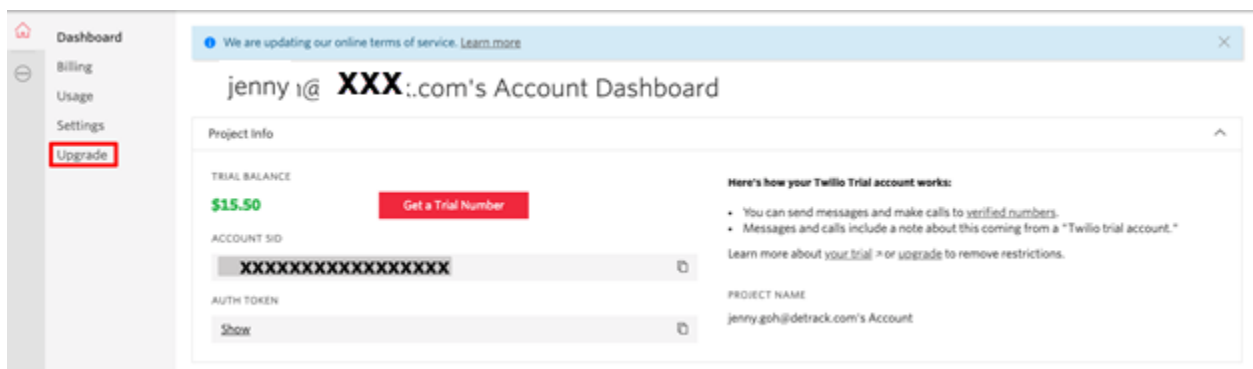 Dashboard
Billing
Usage
Settings
Upgrade
We are updating our online terms of service. Learn more
jenny @ XXX .com's Account Dashboard
Project Info
TRIAL BALANCE
$15.50
Get a Trial Number
ACCOUNT SID
XXXXXXXXXXXXXXXXX
AUTH TOKEN
Show
Here's how your Twilio Trial account works:
• You can send messages and make calls to verified numbers.
• Messages and calls include a note about this coming from a "Twilio trial account."
Learn more about your trial or upgrade to remove restrictions.
PROJECT NAME
jenny.goh@detrack.com's Account